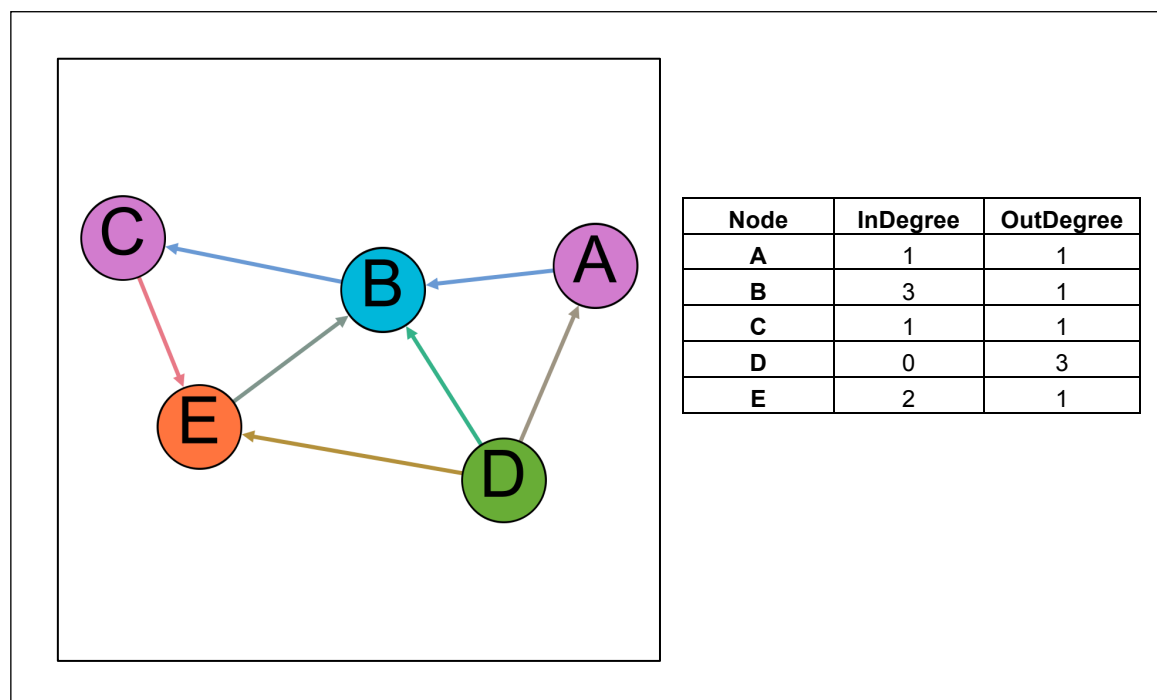 C
B
A
E
D
Node InDegree OutDegree
A 1 1
B 3 1
C 1 1
D 0 3
E 2 1